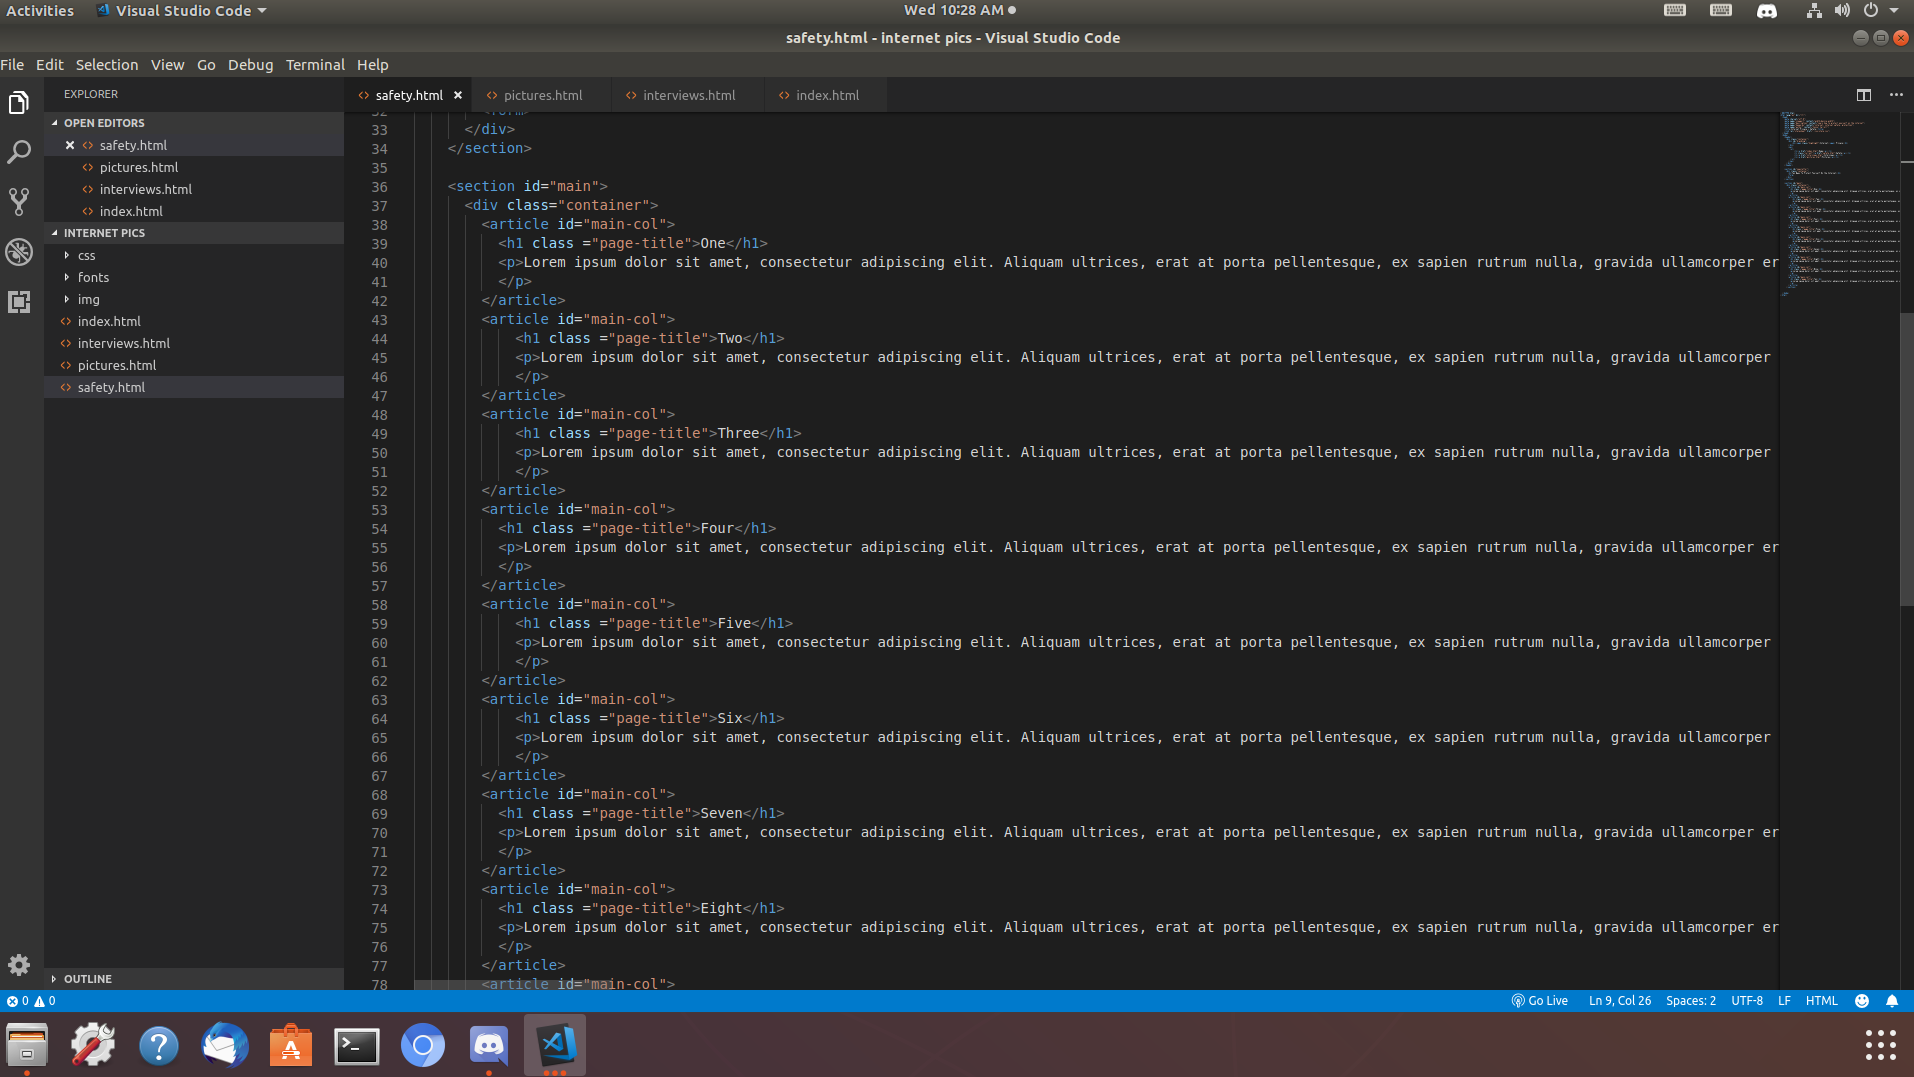 Activities Visual Studio Code Wed 10:28 AM
safety.html - internet pics - Visual Studio Code
File Edit Selection View Go Debug Terminal Help
EXPLORER
OPEN EDITORS
safety.html
pictures.html
interviews.html
index.html
INTERNET PICS
css
fonts
img
index.html
interviews.html
pictures.html
safety.html
OUTLINE
safety.html pictures.html interviews.html index.html
32 <form>
33 </div>
34 </section>
35
36 <section id="main">
37 <div class="container">
38 <article id="main-col">
39 <h1 class ="page-title">One</h1>
40 <p>Lorem ipsum dolor sit amet, consectetur adipiscing elit. Aliquam ultrices, erat at porta pellentesque, ex sapien rutrum nulla, gravida ullamcorper er
41 </p>
42 </article>
43 <article id="main-col">
44 <h1 class ="page-title">Two</h1>
45 <p>Lorem ipsum dolor sit amet, consectetur adipiscing elit. Aliquam ultrices, erat at porta pellentesque, ex sapien rutrum nulla, gravida ullamcorper
46 </p>
47 </article>
48 <article id="main-col">
49 <h1 class ="page-title">Three</h1>
50 <p>Lorem ipsum dolor sit amet, consectetur adipiscing elit. Aliquam ultrices, erat at porta pellentesque, ex sapien rutrum nulla, gravida ullamcorper
51 </p>
52 </article>
53 <article id="main-col">
54 <h1 class ="page-title">Four</h1>
55 <p>Lorem ipsum dolor sit amet, consectetur adipiscing elit. Aliquam ultrices, erat at porta pellentesque, ex sapien rutrum nulla, gravida ullamcorper er
56 </p>
57 </article>
58 <article id="main-col">
59 <h1 class ="page-title">Five</h1>
60 <p>Lorem ipsum dolor sit amet, consectetur adipiscing elit. Aliquam ultrices, erat at porta pellentesque, ex sapien rutrum nulla, gravida ullamcorper
61 </p>
62 </article>
63 <article id="main-col">
64 <h1 class ="page-title">Six</h1>
65 <p>Lorem ipsum dolor sit amet, consectetur adipiscing elit. Aliquam ultrices, erat at porta pellentesque, ex sapien rutrum nulla, gravida ullamcorper
66 </p>
67 </article>
68 <article id="main-col">
69 <h1 class ="page-title">Seven</h1>
70 <p>Lorem ipsum dolor sit amet, consectetur adipiscing elit. Aliquam ultrices, erat at porta pellentesque, ex sapien rutrum nulla, gravida ullamcorper er
71 </p>
72 </article>
73 <article id="main-col">
74 <h1 class ="page-title">Eight</h1>
75 <p>Lorem ipsum dolor sit amet, consectetur adipiscing elit. Aliquam ultrices, erat at porta pellentesque, ex sapien rutrum nulla, gravida ullamcorper er
76 </p>
77 </article>
78 <article id="main-col">
0 0 Go Live Ln 9, Col 26 Spaces: 2 UTF-8 LF HTML